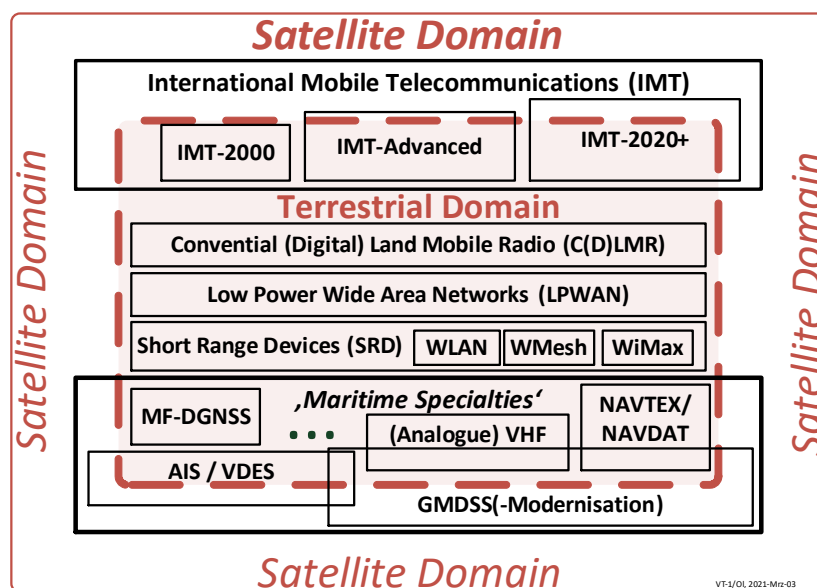 Satellite Domain
International Mobile Telecommunications (IMT)
IMT-2000
IMT-Advanced
IMT-2020+
Satellite Domain
Satellite Domain
Terrestrial Domain
Convential (Digital) Land Mobile Radio (C(D)LMR)
Low Power Wide Area Networks (LPWAN)
Short Range Devices (SRD) WLAN WMesh WiMax
‚Maritime Specialties‘
MF-DGNSS
...
(Analogue) VHF
NAVTEX/
NAVDAT
AIS / VDES
GMDSS(-Modernisation)
Satellite Domain
VT-1/OI, 2021-Mrz-03